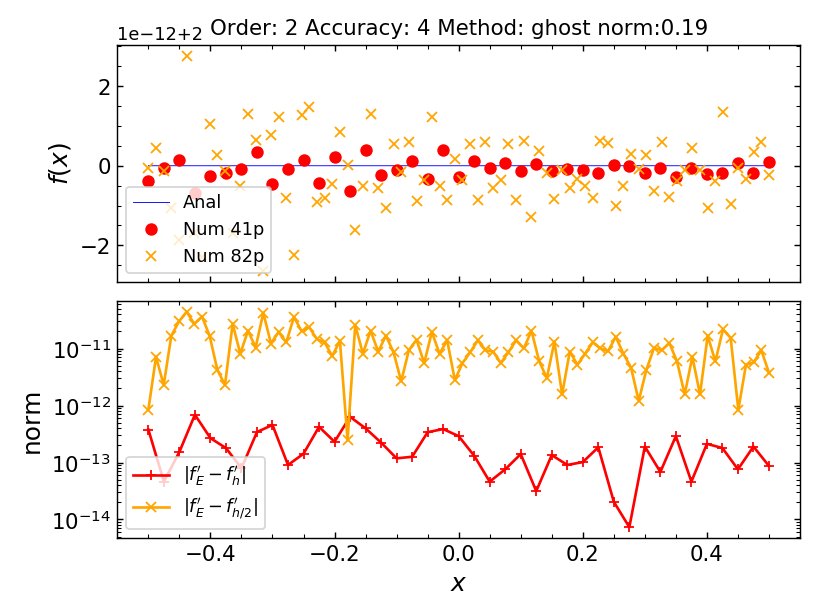 Order: 2 Accuracy: 4 Method: ghost norm:0.19
1e−12+2
2
0
−2
f(x)
Anal
Num 41p
Num 82p
10⁻¹¹
10⁻¹²
10⁻¹³
10⁻¹⁴
norm
|f′_E − f′_h|
|f′_E − f′_{h/2}|
−0.4 −0.2 0.0 0.2 0.4
x